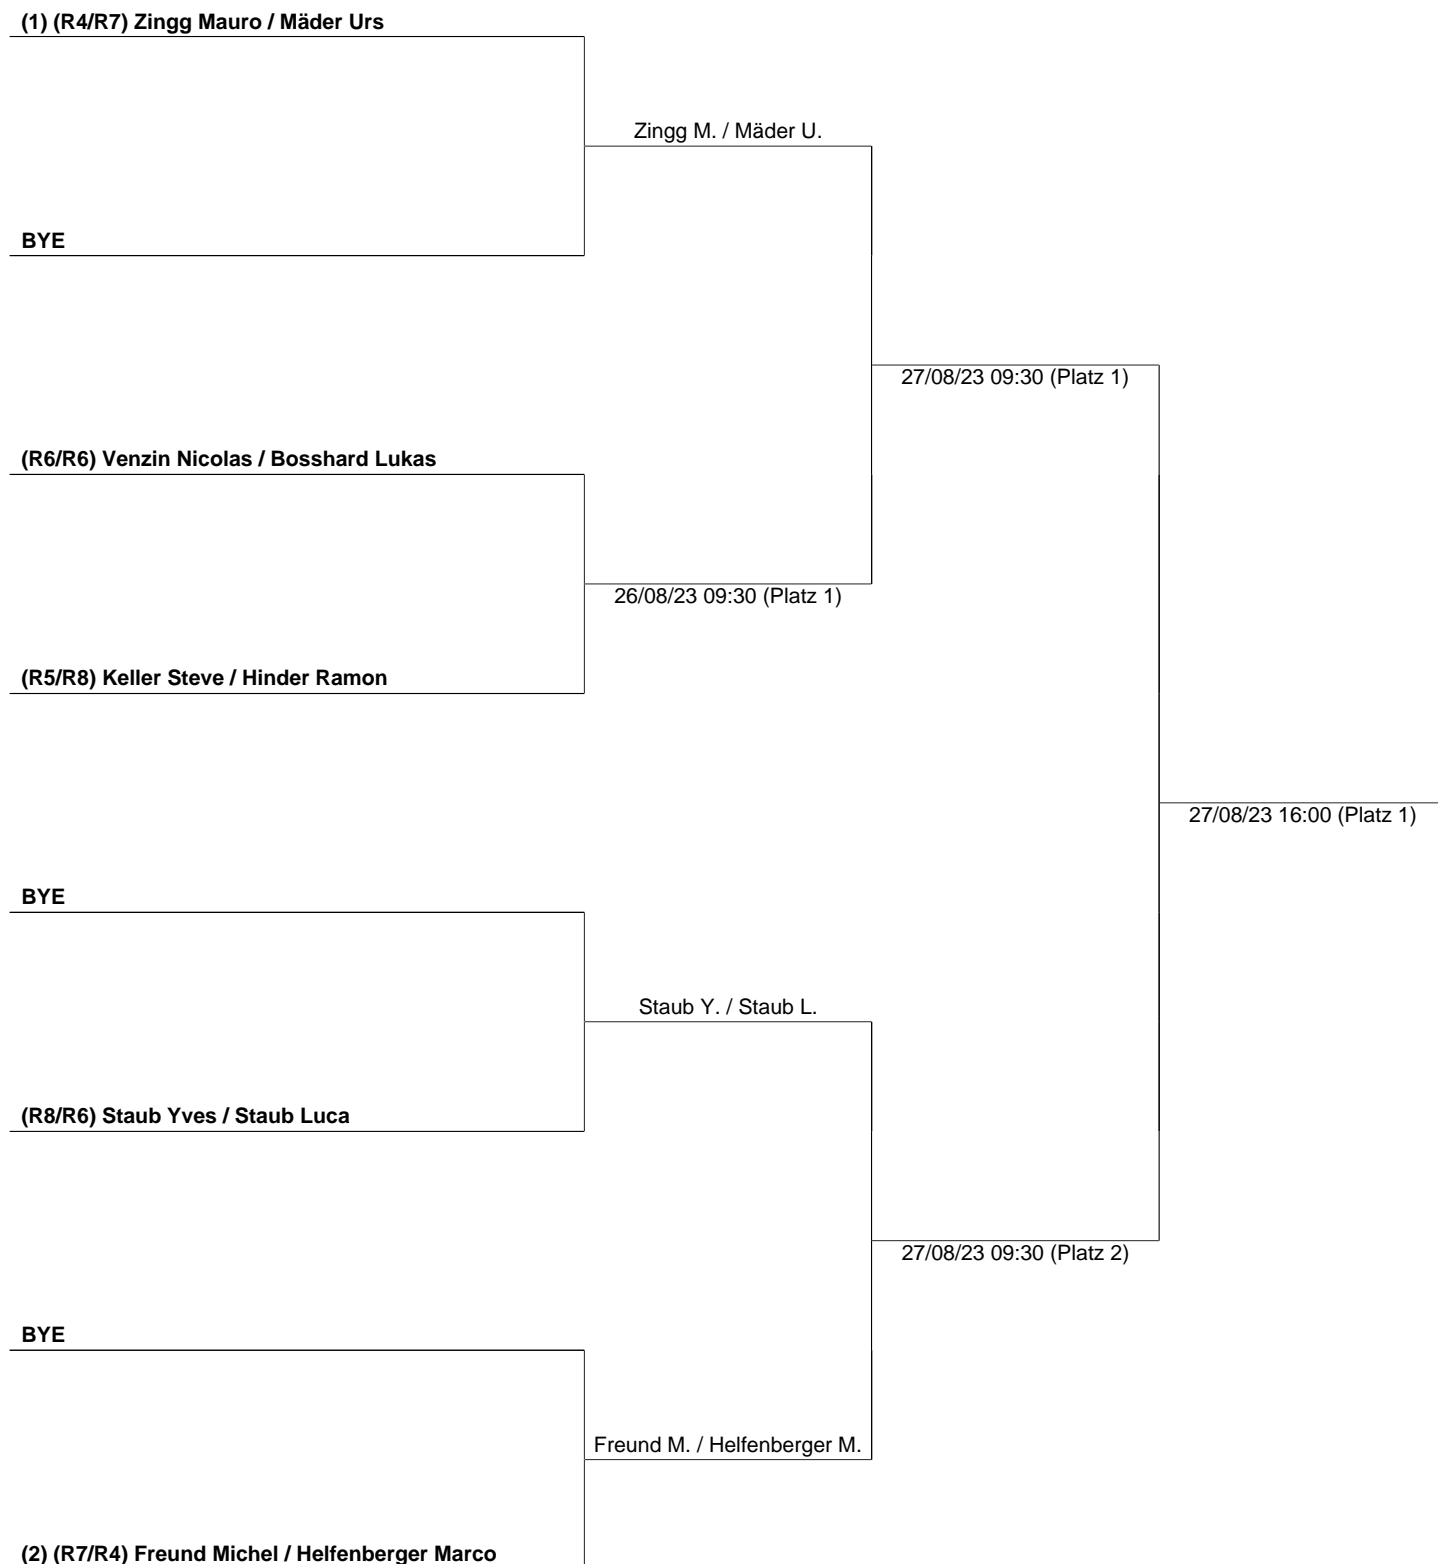 (1) (R4/R7) Zingg Mauro / Mäder Urs
Zingg M. / Mäder U.
BYE
27/08/23 09:30 (Platz 1)
(R6/R6) Venzin Nicolas / Bosshard Lukas
26/08/23 09:30 (Platz 1)
(R5/R8) Keller Steve / Hinder Ramon
27/08/23 16:00 (Platz 1)
BYE
Staub Y. / Staub L.
(R8/R6) Staub Yves / Staub Luca
27/08/23 09:30 (Platz 2)
BYE
Freund M. / Helfenberger M.
(2) (R7/R4) Freund Michel / Helfenberger Marco